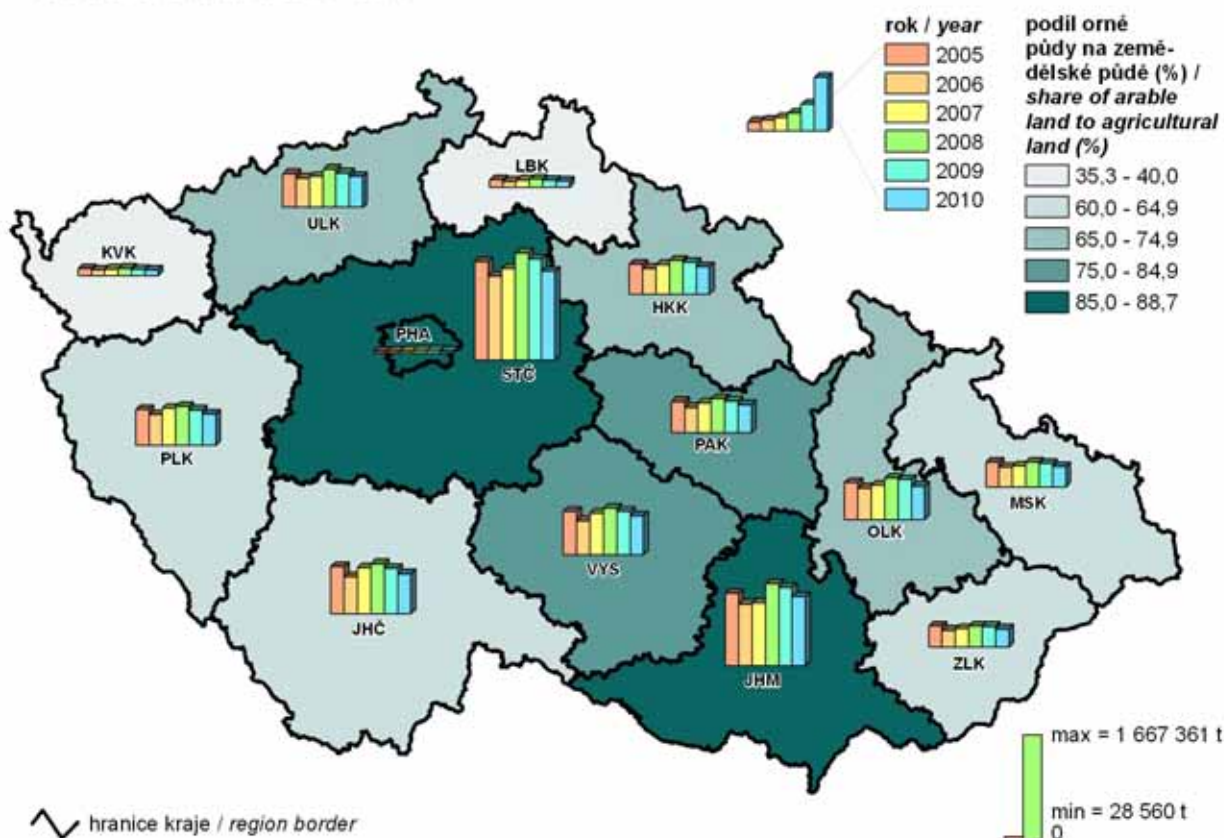 rok / year
2005
2006
2007
2008
2009
2010
podíl orné
půdy na země-
dělské půdě (%) /
share of arable
land to agricultural
land (%)
35,3 - 40,0
60,0 - 64,9
65,0 - 74,9
75,0 - 84,9
85,0 - 88,7
LBK
ULK
KVK
HKK
PHA
STČ
PAK
PLK
MSK
OLK
VYS
JHČ
ZLK
JHM
max = 1 667 361 t
min = 28 560 t
0
hranice kraje / region border